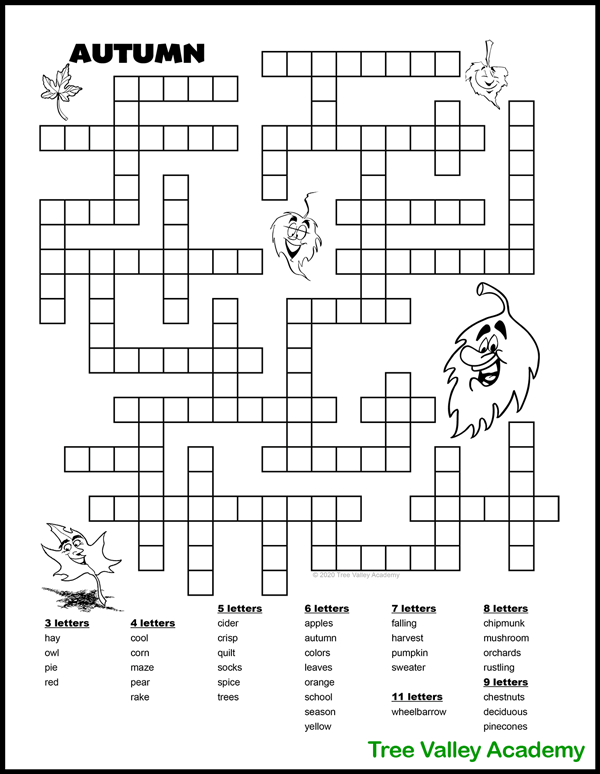 AUTUMN
© 2020 Tree Valley Academy
3 letters
hay
owl
pie
red
4 letters
cool
corn
maze
pear
rake
5 letters
cider
crisp
quilt
socks
spice
trees
6 letters
apples
autumn
colors
leaves
orange
school
season
yellow
7 letters
falling
harvest
pumpkin
sweater
11 letters
wheelbarrow
8 letters
chipmunk
mushroom
orchards
rustling
9 letters
chestnuts
deciduous
pinecones
Tree Valley Academy